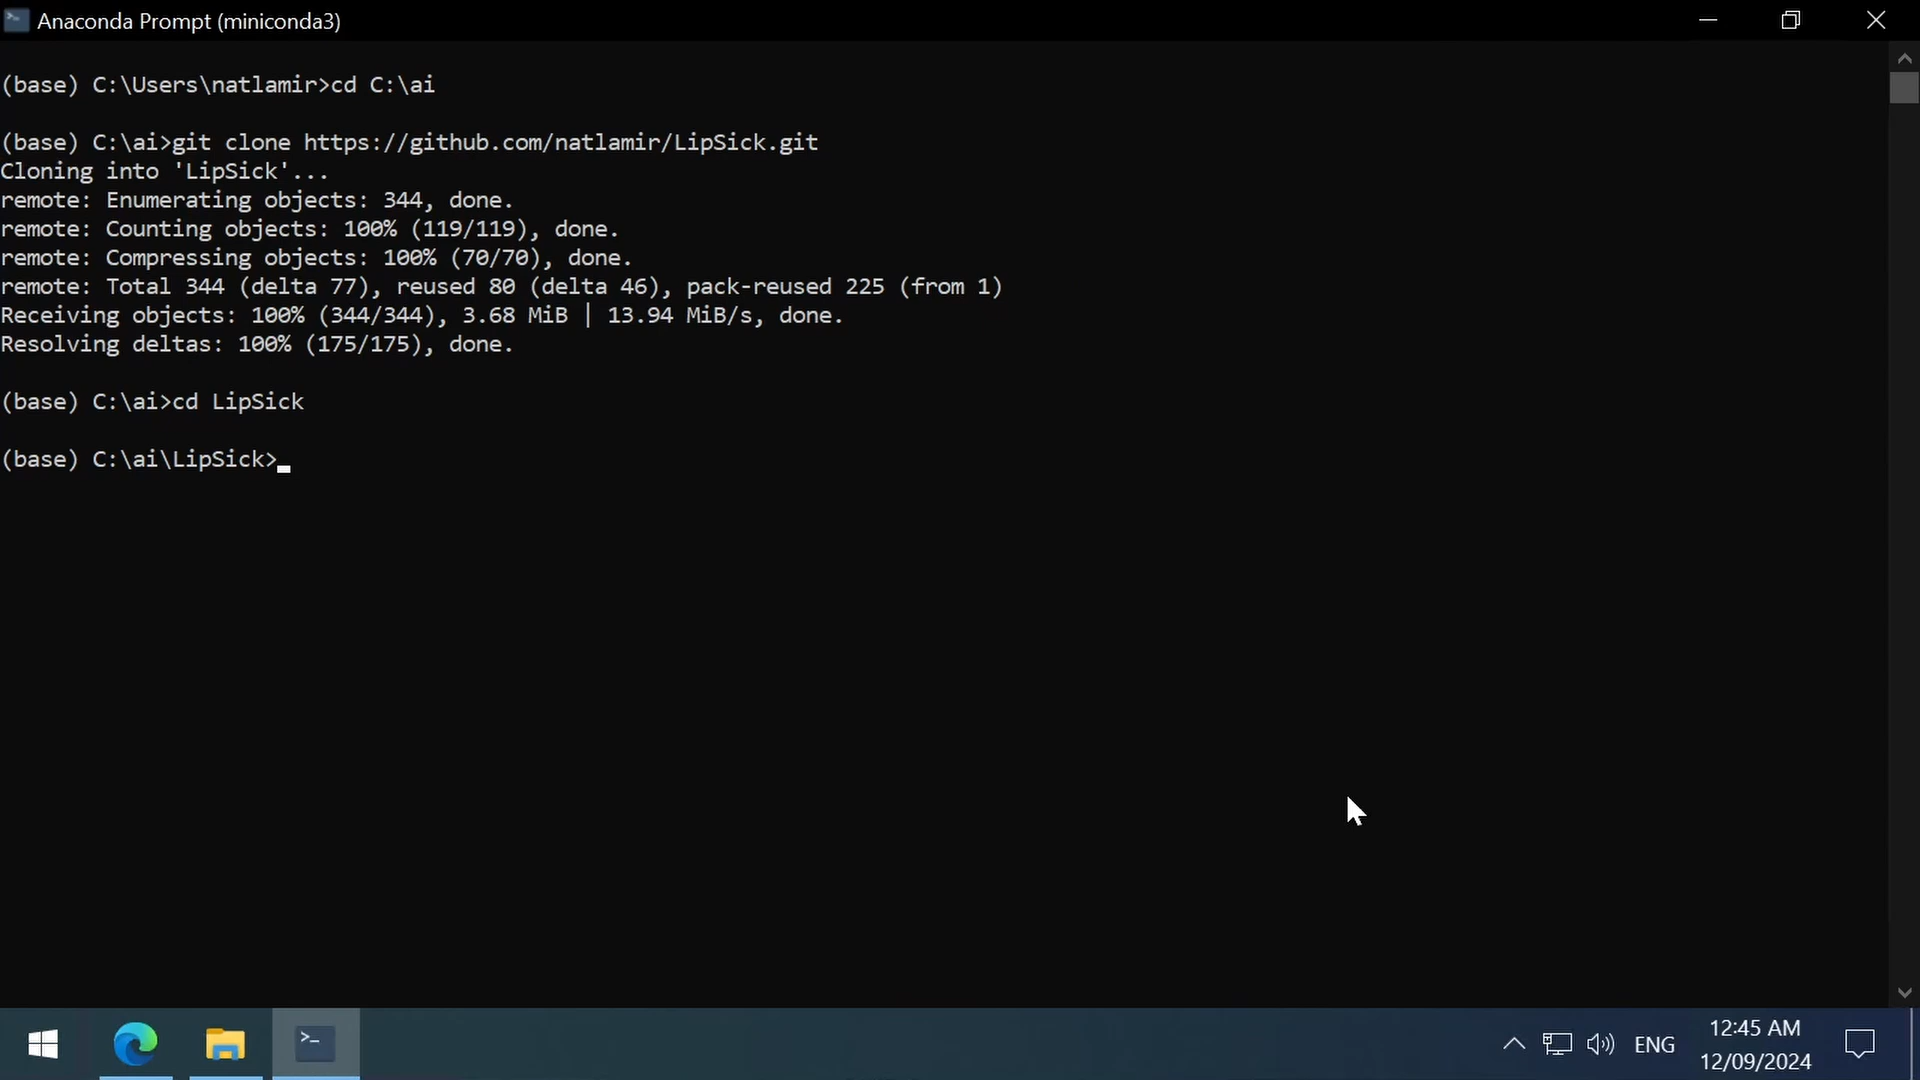 Anaconda Prompt (miniconda3)
(base) C:\Users\natlamir>cd C:\ai
(base) C:\ai>git clone https://github.com/natlamir/LipSick.git
Cloning into 'LipSick'...
remote: Enumerating objects: 344, done.
remote: Counting objects: 100% (119/119), done.
remote: Compressing objects: 100% (70/70), done.
remote: Total 344 (delta 77), reused 80 (delta 46), pack-reused 225 (from 1)
Receiving objects: 100% (344/344), 3.68 MiB | 13.94 MiB/s, done.
Resolving deltas: 100% (175/175), done.
(base) C:\ai>cd LipSick
(base) C:\ai\LipSick>
ENG
12:45 AM
12/09/2024